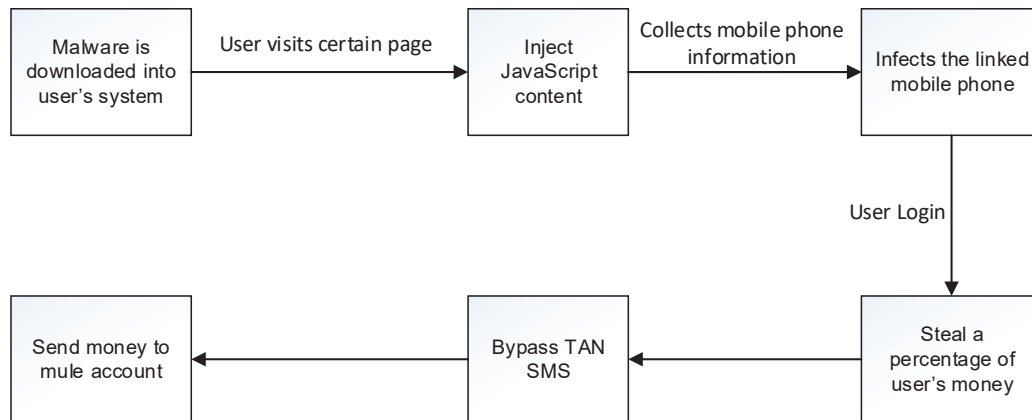 Malware is
downloaded into
user's system
User visits certain page
Inject
JavaScript
content
Collects mobile phone
information
Infects the linked
mobile phone
User Login
Steal a
percentage of
user's money
Bypass TAN
SMS
Send money to
mule account